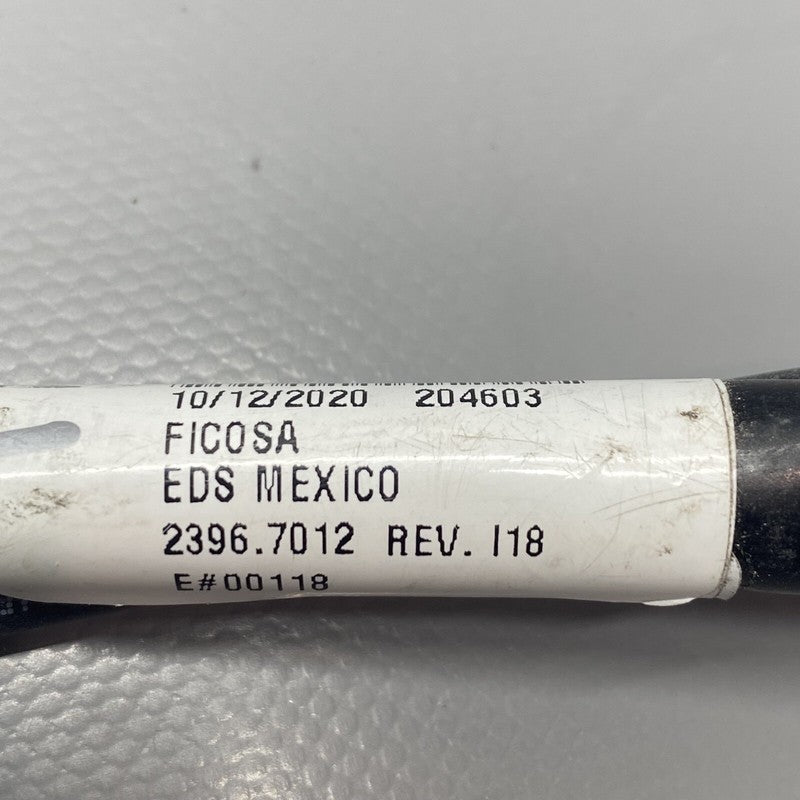 10/12/2020 204603
FICOSA
EDS MEXICO
2396.7012 REV. I18
E#00118